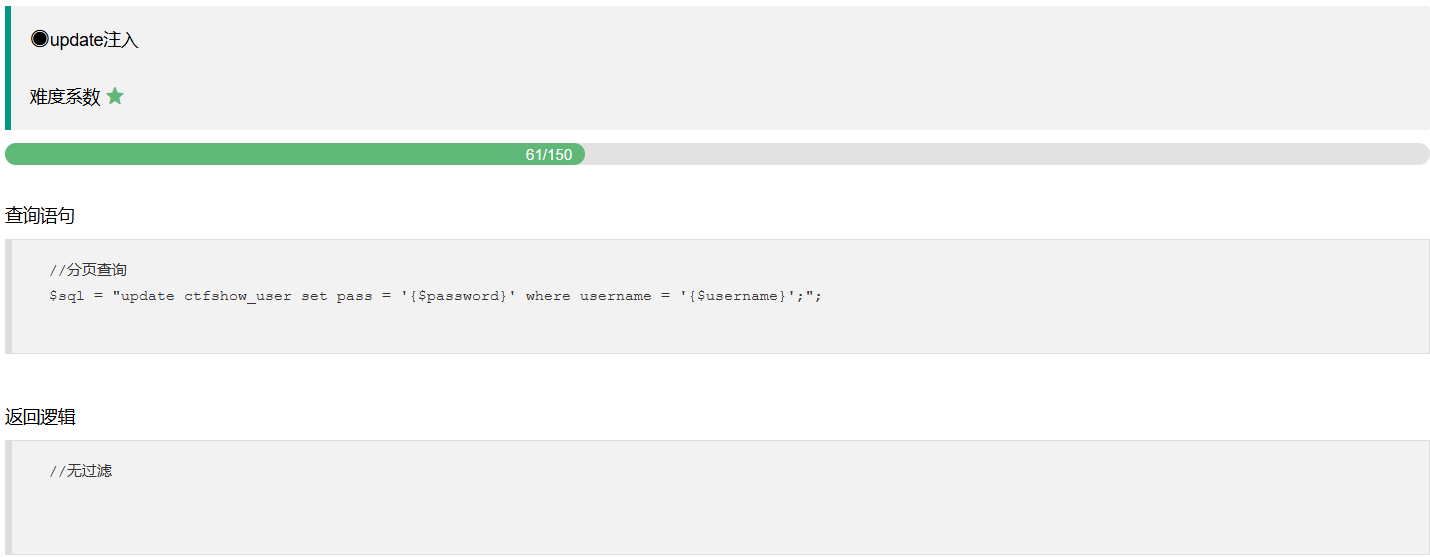 ◉update注入
难度系数 ★
61/150
查询语句
//分页查询
$sql = "update ctfshow_user set pass = '{$password}' where username = '{$username}';";
返回逻辑
//无过滤